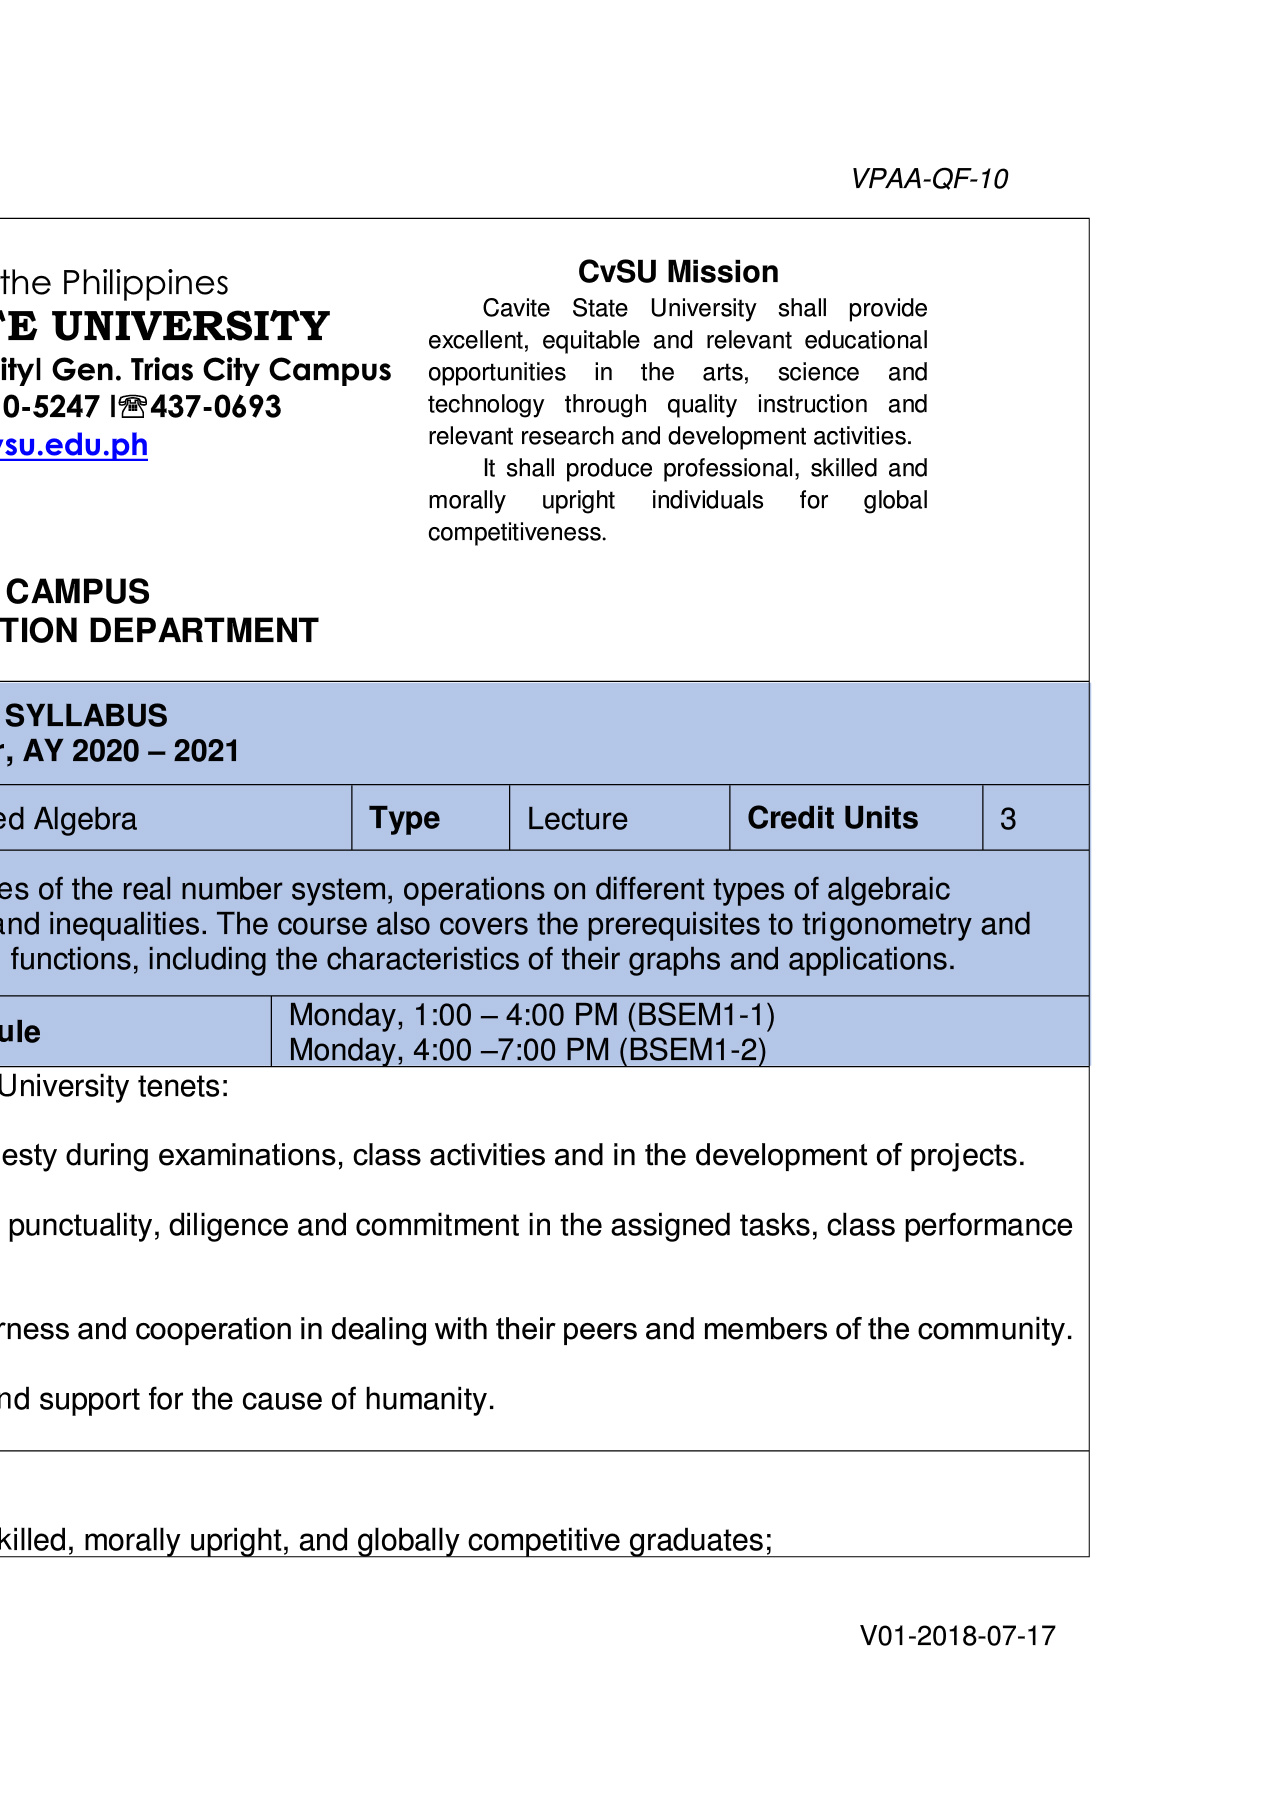 VPAA-QF-10
the Philippines
TE UNIVERSITY
ity| Gen. Trias City Campus
0-5247 |☏437-0693
vsu.edu.ph
CvSU Mission
Cavite State University shall provide
excellent, equitable and relevant educational
opportunities in the arts, science and
technology through quality instruction and
relevant research and development activities.
It shall produce professional, skilled and
morally upright individuals for global
competitiveness.
CAMPUS
TION DEPARTMENT
SYLLABUS
r, AY 2020 – 2021
ed Algebra Type Lecture Credit Units 3
es of the real number system, operations on different types of algebraic
and inequalities. The course also covers the prerequisites to trigonometry and
functions, including the characteristics of their graphs and applications.
ule
Monday, 1:00 – 4:00 PM (BSEM1-1)
Monday, 4:00 –7:00 PM (BSEM1-2)
University tenets:
esty during examinations, class activities and in the development of projects.
punctuality, diligence and commitment in the assigned tasks, class performance
rness and cooperation in dealing with their peers and members of the community.
nd support for the cause of humanity.
killed, morally upright, and globally competitive graduates;
V01-2018-07-17